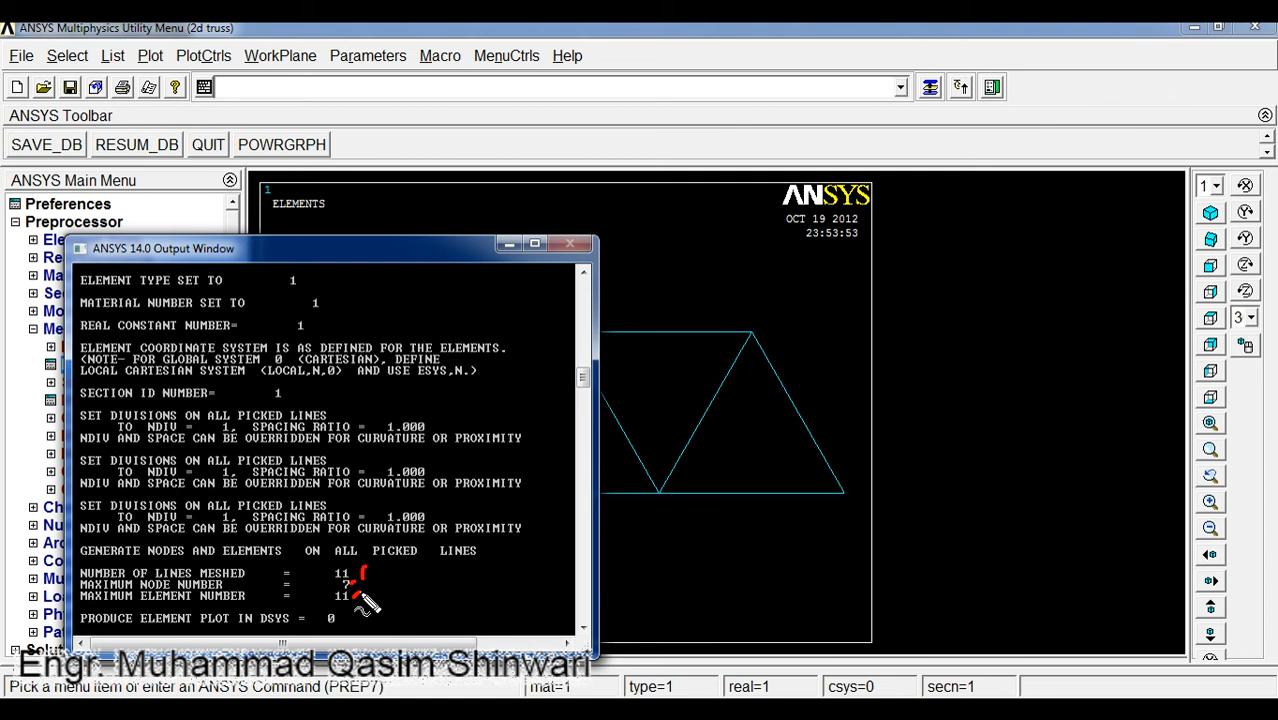 ANSYS Multiphysics Utility Menu (2d truss)
File Select List Plot PlotCtrls WorkPlane Parameters Macro MenuCtrls Help
ANSYS Toolbar
SAVE_DB RESUM_DB QUIT POWRGRPH
ANSYS Main Menu
Preferences
Preprocessor
1
ELEMENTS
ANSYS
OCT 19 2012
23:53:53
1
3
ANSYS 14.0 Output Window
ELEMENT TYPE SET TO 1
MATERIAL NUMBER SET TO 1
REAL CONSTANT NUMBER= 1
ELEMENT COORDINATE SYSTEM IS AS DEFINED FOR THE ELEMENTS.
(NOTE- FOR GLOBAL SYSTEM 0 (CARTESIAN), DEFINE
LOCAL CARTESIAN SYSTEM (LOCAL,N,0) AND USE ESYS,N.)
SECTION ID NUMBER= 1
SET DIVISIONS ON ALL PICKED LINES
TO NDIV = 1, SPACING RATIO = 1.000
NDIV AND SPACE CAN BE OVERRIDDEN FOR CURVATURE OR PROXIMITY
SET DIVISIONS ON ALL PICKED LINES
TO NDIV = 1, SPACING RATIO = 1.000
NDIV AND SPACE CAN BE OVERRIDDEN FOR CURVATURE OR PROXIMITY
SET DIVISIONS ON ALL PICKED LINES
TO NDIV = 1, SPACING RATIO = 1.000
NDIV AND SPACE CAN BE OVERRIDDEN FOR CURVATURE OR PROXIMITY
GENERATE NODES AND ELEMENTS ON ALL PICKED LINES
NUMBER OF LINES MESHED = 11
MAXIMUM NODE NUMBER = 7
MAXIMUM ELEMENT NUMBER = 11
PRODUCE ELEMENT PLOT IN DSYS = 0
Engr. Muhammad Qasim Shinwari
Pick a menu item or enter an ANSYS Command (PREP7) mat=1 type=1 real=1 csys=0 secn=1